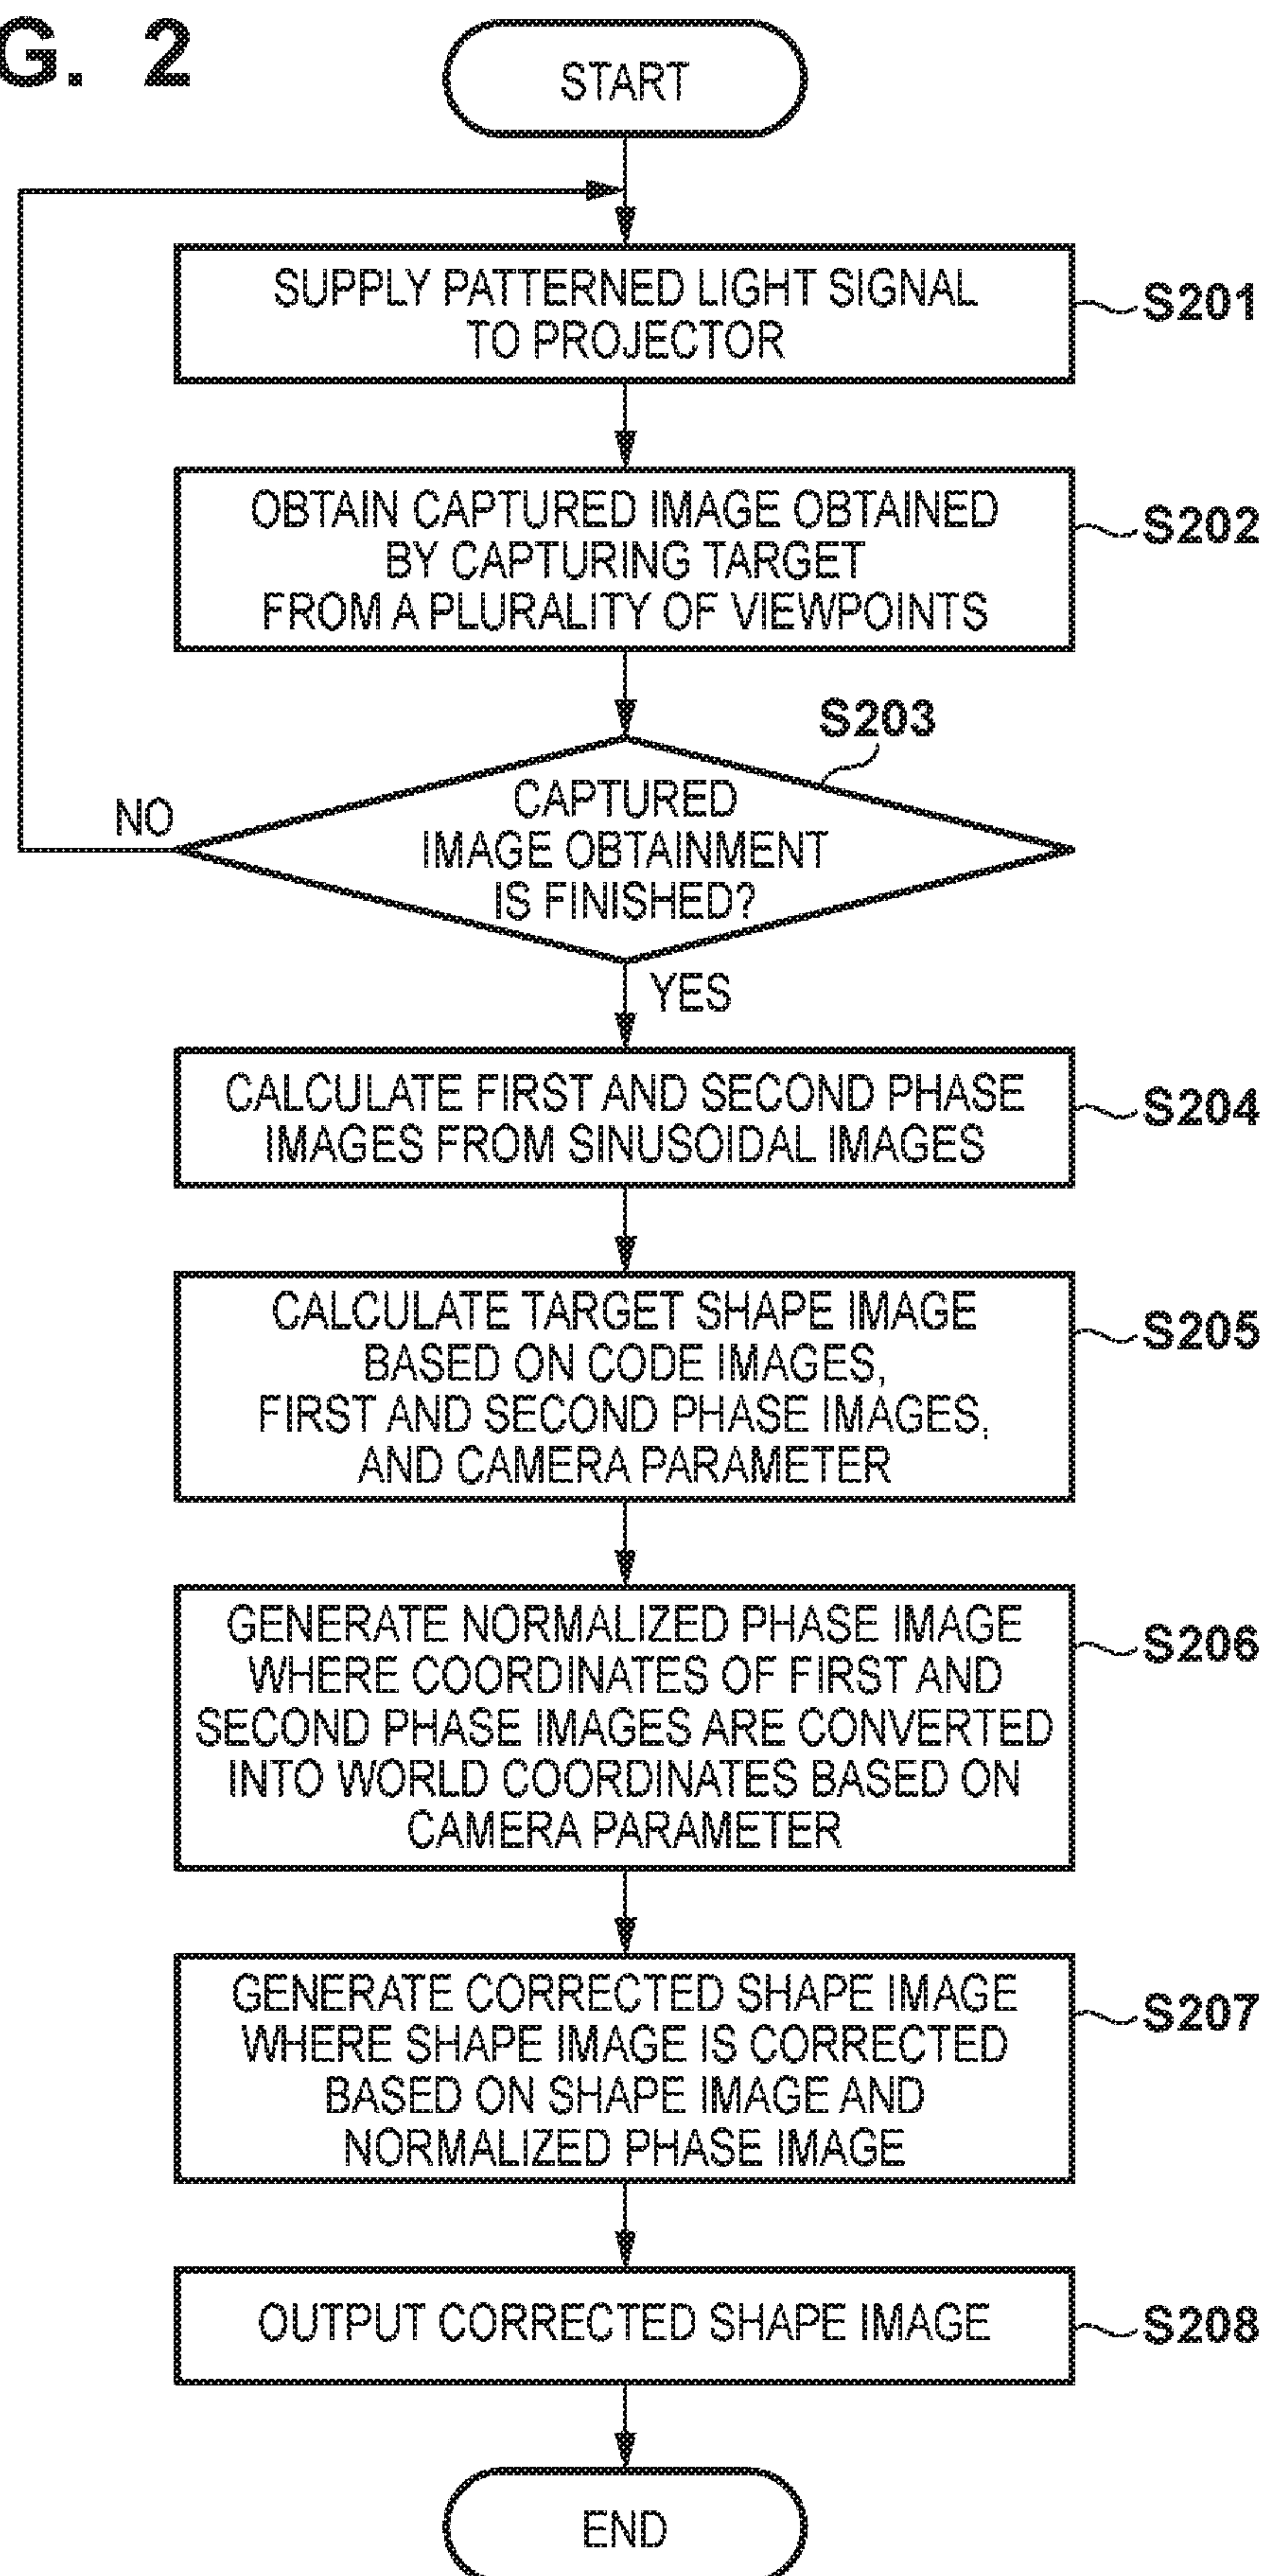 G. 2
START
SUPPLY PATTERNED LIGHT SIGNAL
TO PROJECTOR
S201
OBTAIN CAPTURED IMAGE OBTAINED
BY CAPTURING TARGET
FROM A PLURALITY OF VIEWPOINTS
S202
S203
CAPTURED
IMAGE OBTAINMENT
IS FINISHED?
NO
YES
CALCULATE FIRST AND SECOND PHASE
IMAGES FROM SINUSOIDAL IMAGES
S204
CALCULATE TARGET SHAPE IMAGE
BASED ON CODE IMAGES,
FIRST AND SECOND PHASE IMAGES,
AND CAMERA PARAMETER
S205
GENERATE NORMALIZED PHASE IMAGE
WHERE COORDINATES OF FIRST AND
SECOND PHASE IMAGES ARE CONVERTED
INTO WORLD COORDINATES BASED ON
CAMERA PARAMETER
S206
GENERATE CORRECTED SHAPE IMAGE
WHERE SHAPE IMAGE IS CORRECTED
BASED ON SHAPE IMAGE AND
NORMALIZED PHASE IMAGE
S207
OUTPUT CORRECTED SHAPE IMAGE
S208
END